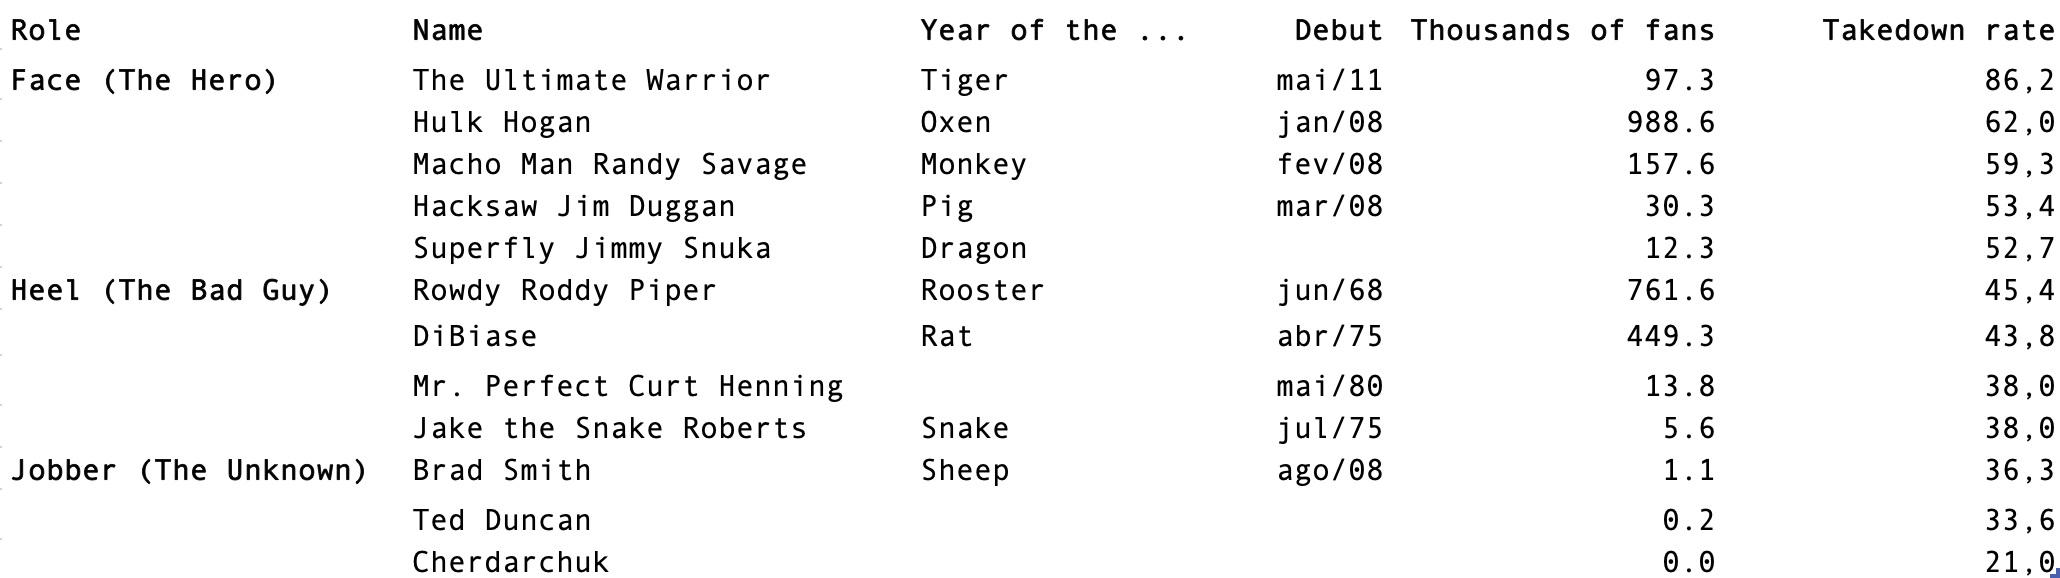 Role Name Year of the ... Debut Thousands of fans Takedown rate
Face (The Hero) The Ultimate Warrior Tiger mai/11 97.3 86,2
Hulk Hogan Oxen jan/08 988.6 62,0
Macho Man Randy Savage Monkey fev/08 157.6 59,3
Hacksaw Jim Duggan Pig mar/08 30.3 53,4
Superfly Jimmy Snuka Dragon 12.3 52,7
Heel (The Bad Guy) Rowdy Roddy Piper Rooster jun/68 761.6 45,4
DiBiase Rat abr/75 449.3 43,8
Mr. Perfect Curt Henning mai/80 13.8 38,0
Jake the Snake Roberts Snake jul/75 5.6 38,0
Jobber (The Unknown) Brad Smith Sheep ago/08 1.1 36,3
Ted Duncan 0.2 33,6
Cherdarchuk 0.0 21,0